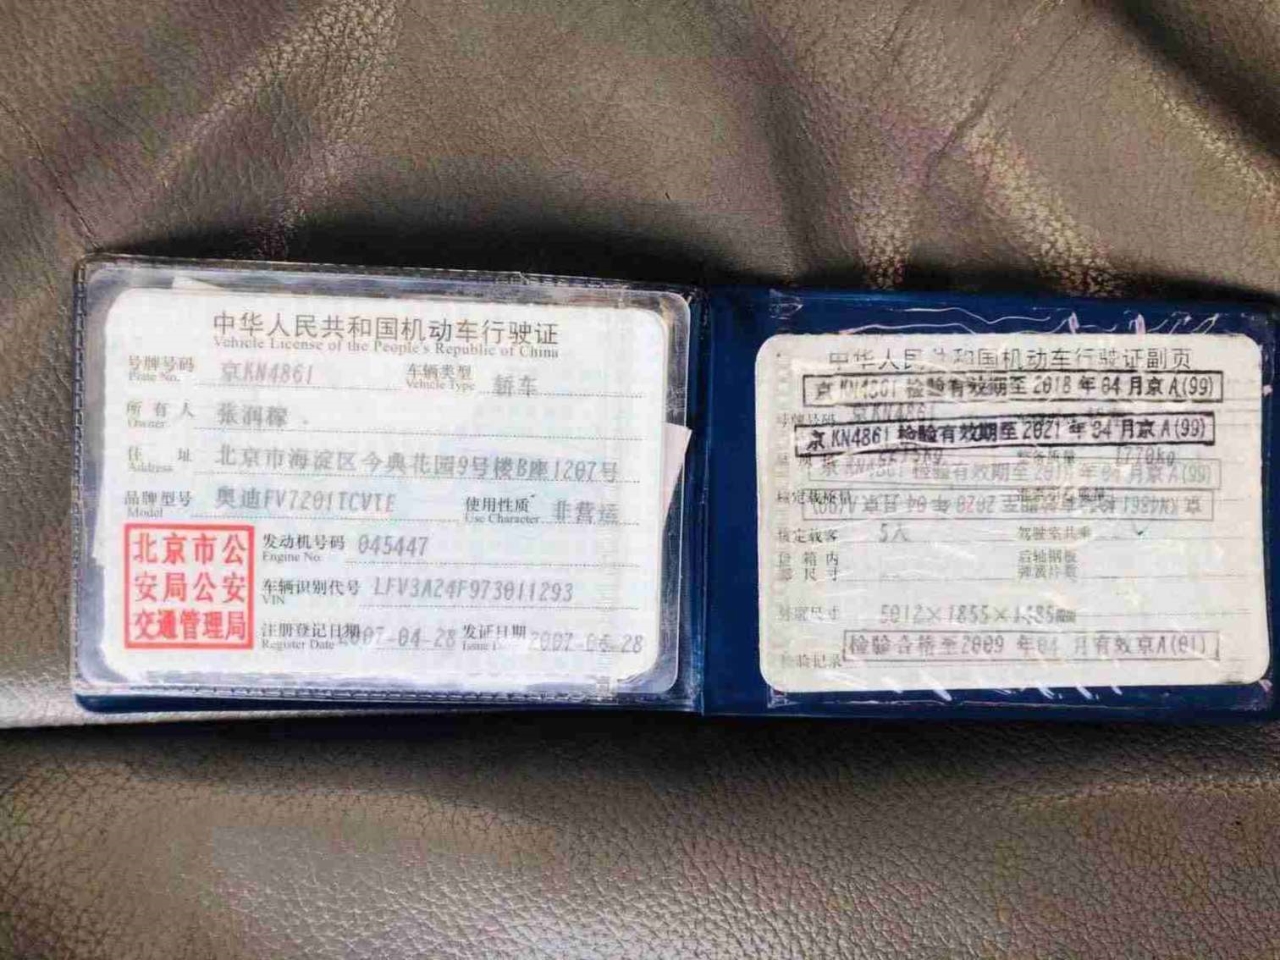 中华人民共和国机动车行驶证
Vehicle License of the People's Republic of China
号牌号码 京KN4861 车辆类型 轿车
Plate No. Vehicle Type
所有人 张润稼
Owner
住址 北京市海淀区今典花园9号楼B座1207号
Address
品牌型号 奥迪FV7201TCVTE 使用性质 非营运
Model Use Character
北京市公安局公安交通管理局
发动机号码 045447
Engine No.
车辆识别代号 LFV3A24F973011293
VIN
注册登记日期 2007-04-28 发证日期 2007-04-28
Register Date Issue Date
中华人民共和国机动车行驶证副页
京KN4861 检验有效期至2018年04月京A(99)
号牌号码 京KN4861
京KN4861 检验有效期至2021年04月京A(99)
整备质量 1770kg
核定载客 5人 驾驶室共乘
货箱内部尺寸 后轴钢板弹簧片数
外廓尺寸 5012×1855×1485mm
检验记录 检验合格至2009年04月有效京A(01)